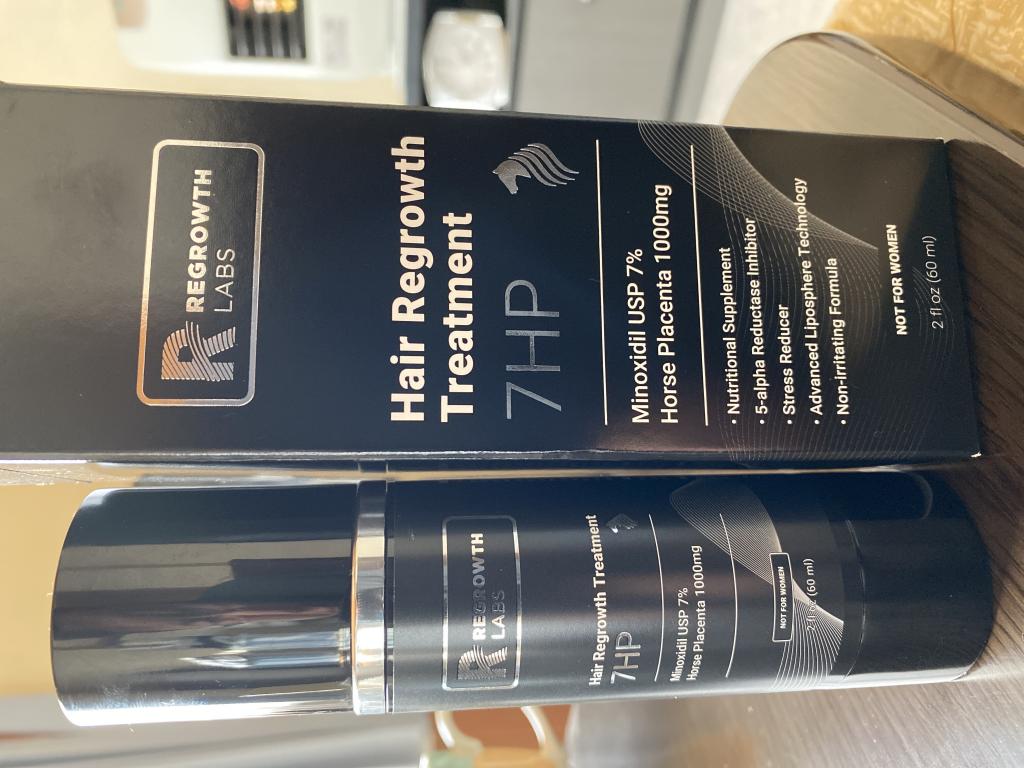 REGROWTH
LABS
Hair Regrowth
Treatment
7HP
Minoxidil USP 7%
Horse Placenta 1000mg
• Nutritional Supplement
• 5-alpha Reductase Inhibitor
• Stress Reducer
• Advanced Liposphere Technology
• Non-irritating Formula
NOT FOR WOMEN
2 fl oz (60 ml)
REGROWTH
LABS
Hair Regrowth Treatment
7HP
Minoxidil USP 7%
Horse Placenta 1000mg
NOT FOR WOMEN
2 fl oz (60 ml)